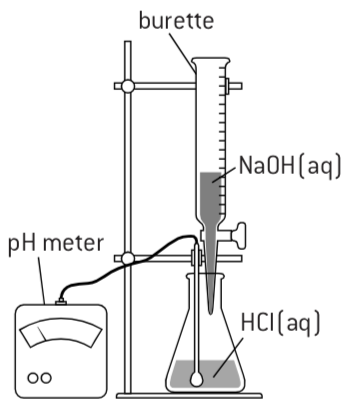 burette
NaOH(aq)
pH meter
HCl(aq)